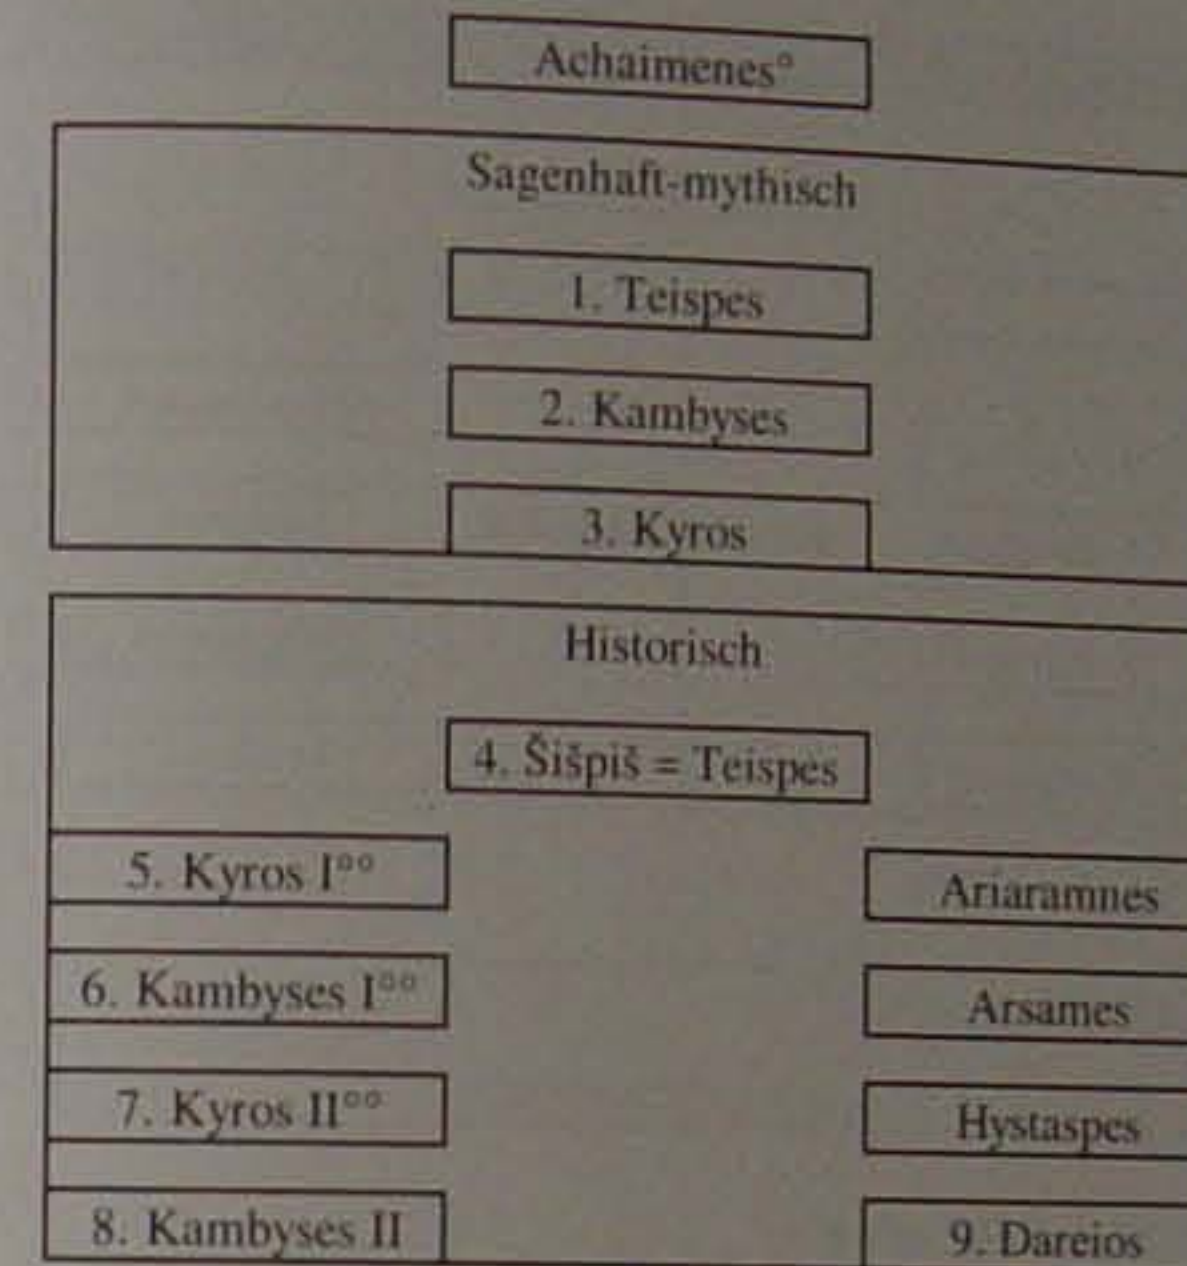 Achaimenes°
Sagenhaft-mythisch
1. Teispes
2. Kambyses
3. Kyros
Historisch
4. Šišpiš = Teispes
5. Kyros I°°
Ariaramnes
6. Kambyses I°°
Arsames
7. Kyros II°°
Hystaspes
8. Kambyses II
9. Dareios